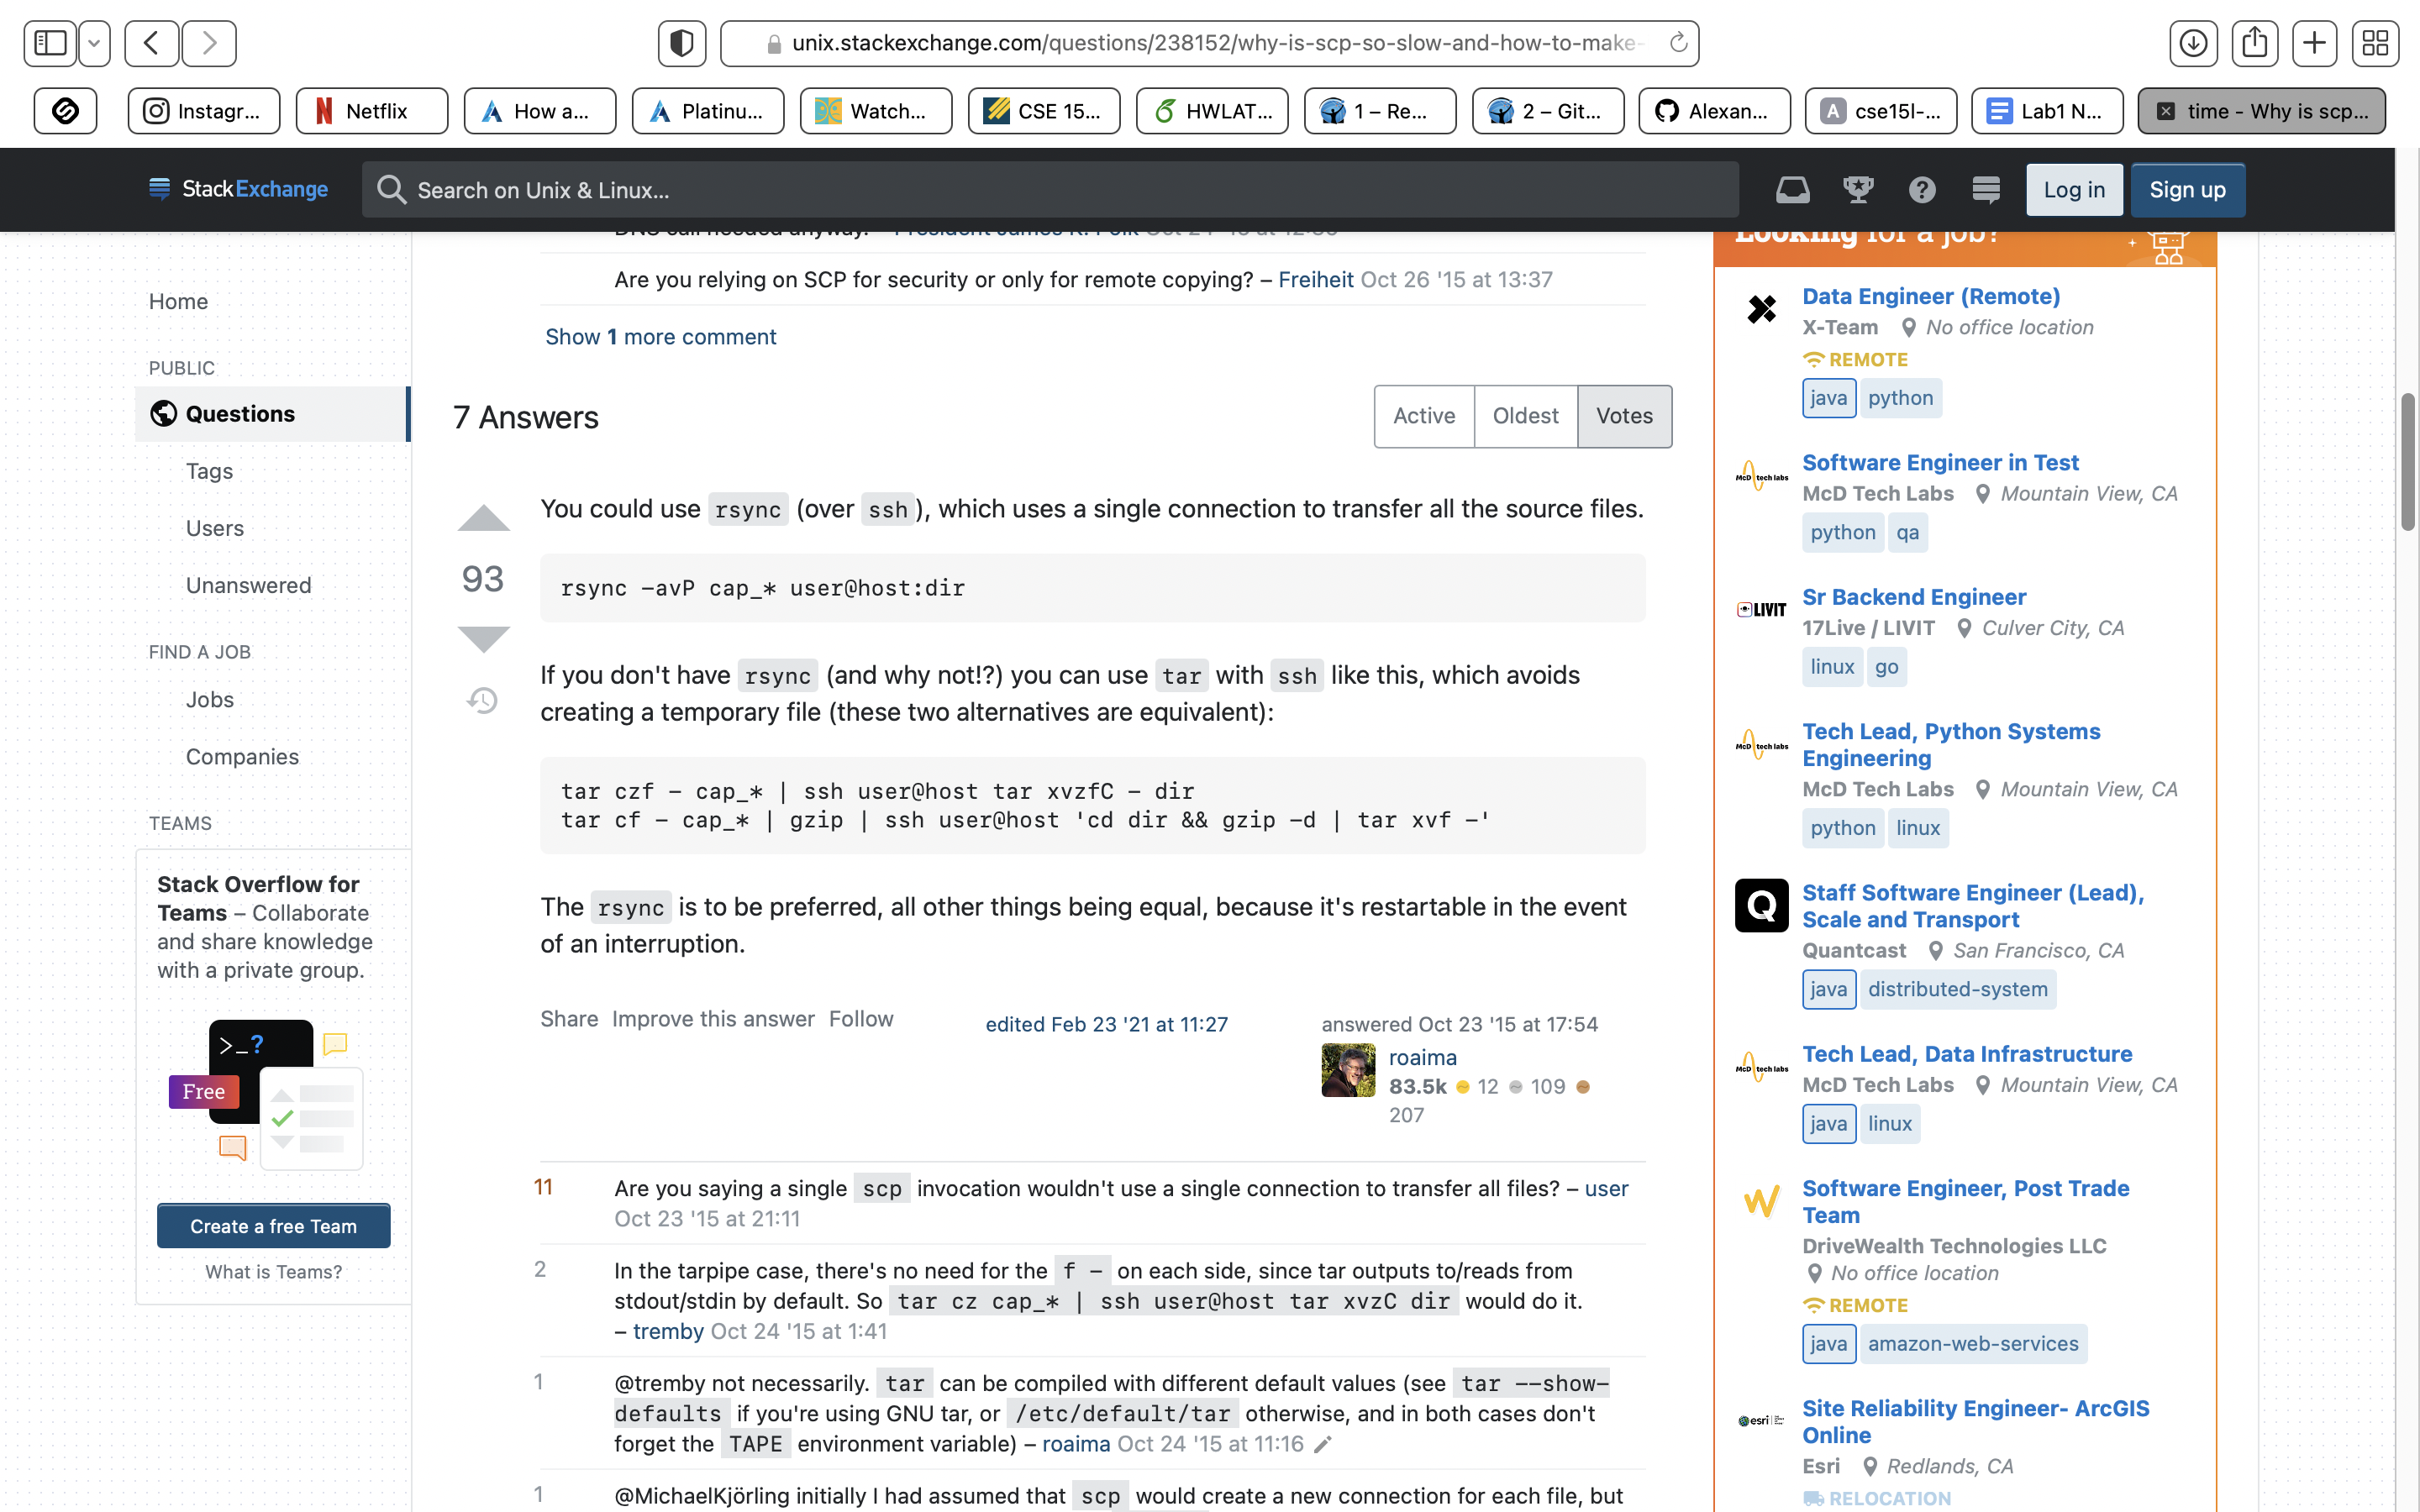 unix.stackexchange.com/questions/238152/why-is-scp-so-slow-and-how-to-make-
Instagr...
Netflix
How a...
Platinu...
Watch...
CSE 15...
HWLAT...
1 – Re...
2 – Git...
Alexan...
A cse15l-...
Lab1 N...
time - Why is scp...
StackExchange
Search on Unix & Linux...
Log in
Sign up
Home
PUBLIC
Questions
Tags
Users
Unanswered
FIND A JOB
Jobs
Companies
TEAMS
Stack Overflow for
Teams – Collaborate
and share knowledge
with a private group.
>_?
Free
Create a free Team
What is Teams?
DNS call needed anyway. – President James K. Polk Oct 24 '15 at 12:
Are you relying on SCP for security or only for remote copying? – Freiheit Oct 26 '15 at 13:37
Show 1 more comment
7 Answers
Active
Oldest
Votes
93
You could use rsync (over ssh), which uses a single connection to transfer all the source files.
rsync -avP cap_* user@host:dir
If you don't have rsync (and why not!?) you can use tar with ssh like this, which avoids
creating a temporary file (these two alternatives are equivalent):
tar czf - cap_* | ssh user@host tar xvzfC - dir
tar cf - cap_* | gzip | ssh user@host 'cd dir && gzip -d | tar xvf -'
The rsync is to be preferred, all other things being equal, because it's restartable in the event
of an interruption.
Share Improve this answer Follow
edited Feb 23 '21 at 11:27
answered Oct 23 '15 at 17:54
roaima
83.5k 12 109
207
11 Are you saying a single scp invocation wouldn't use a single connection to transfer all files? – user
Oct 23 '15 at 21:11
2 In the tarpipe case, there's no need for the f - on each side, since tar outputs to/reads from
stdout/stdin by default. So tar cz cap_* | ssh user@host tar xvzC dir would do it.
– tremby Oct 24 '15 at 1:41
1 @tremby not necessarily. tar can be compiled with different default values (see tar --show-
defaults if you're using GNU tar, or /etc/default/tar otherwise, and in both cases don't
forget the TAPE environment variable) – roaima Oct 24 '15 at 11:16
1 @MichaelKjörling initially I had assumed that scp would create a new connection for each file, but
Looking for a job?
Data Engineer (Remote)
X-Team No office location
REMOTE
java python
McD tech labs
Software Engineer in Test
McD Tech Labs Mountain View, CA
python qa
LIVIT
Sr Backend Engineer
17Live / LIVIT Culver City, CA
linux go
McD tech labs
Tech Lead, Python Systems
Engineering
McD Tech Labs Mountain View, CA
python linux
Q
Staff Software Engineer (Lead),
Scale and Transport
Quantcast San Francisco, CA
java distributed-system
McD tech labs
Tech Lead, Data Infrastructure
McD Tech Labs Mountain View, CA
java linux
Software Engineer, Post Trade
Team
DriveWealth Technologies LLC
No office location
REMOTE
java amazon-web-services
esri
Site Reliability Engineer- ArcGIS
Online
Esri Redlands, CA
RELOCATION